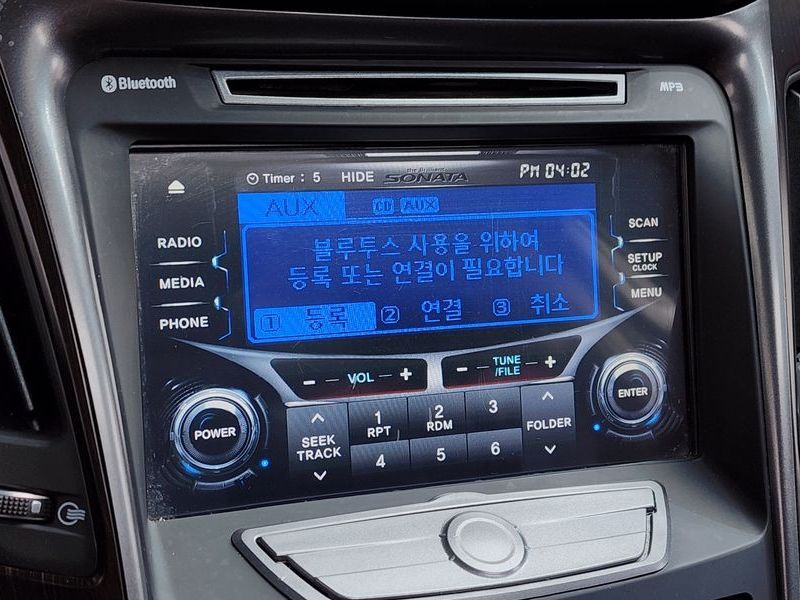 Bluetooth
MP3
Timer : 5 HIDE SONATA PM 04:02
AUX CD AUX
RADIO
MEDIA
PHONE
블루투스 사용을 위하여
등록 또는 연결이 필요합니다
① 등록 ② 연결 ③ 취소
SCAN
SETUP
CLOCK
MENU
- VOL +
- TUNE
/FILE +
POWER
SEEK
TRACK
1
RPT
2
RDM
3
4
5
6
FOLDER
ENTER